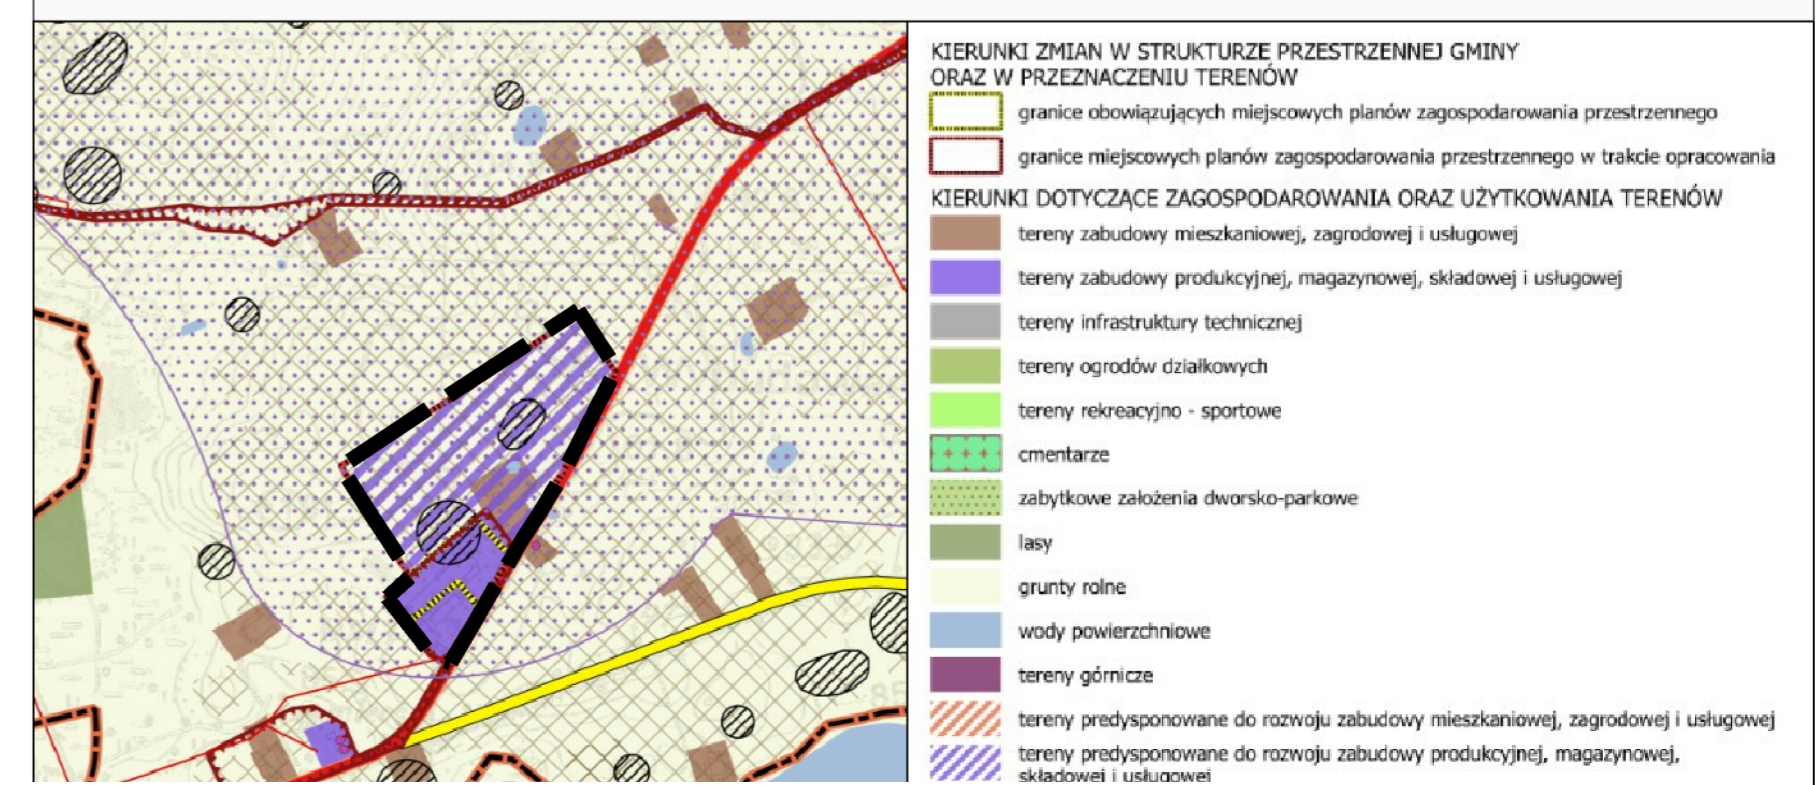 KIERUNKI ZMIAN W STRUKTURZE PRZESTRZENNEJ GMINY
ORAZ W PRZEZNACZENIU TERENÓW
granice obowiązujących miejscowych planów zagospodarowania przestrzennego
granice miejscowych planów zagospodarowania przestrzennego w trakcie opracowania
KIERUNKI DOTYCZĄCE ZAGOSPODAROWANIA ORAZ UŻYTKOWANIA TERENÓW
tereny zabudowy mieszkaniowej, zagrodowej i usługowej
tereny zabudowy produkcyjnej, magazynowej, składowej i usługowej
tereny infrastruktury technicznej
tereny ogrodów działkowych
tereny rekreacyjno - sportowe
cmentarze
zabytkowe założenia dworsko-parkowe
lasy
grunty rolne
wody powierzchniowe
tereny górnicze
tereny predysponowane do rozwoju zabudowy mieszkaniowej, zagrodowej i usługowej
tereny predysponowane do rozwoju zabudowy produkcyjnej, magazynowej,
składowej i usługowej